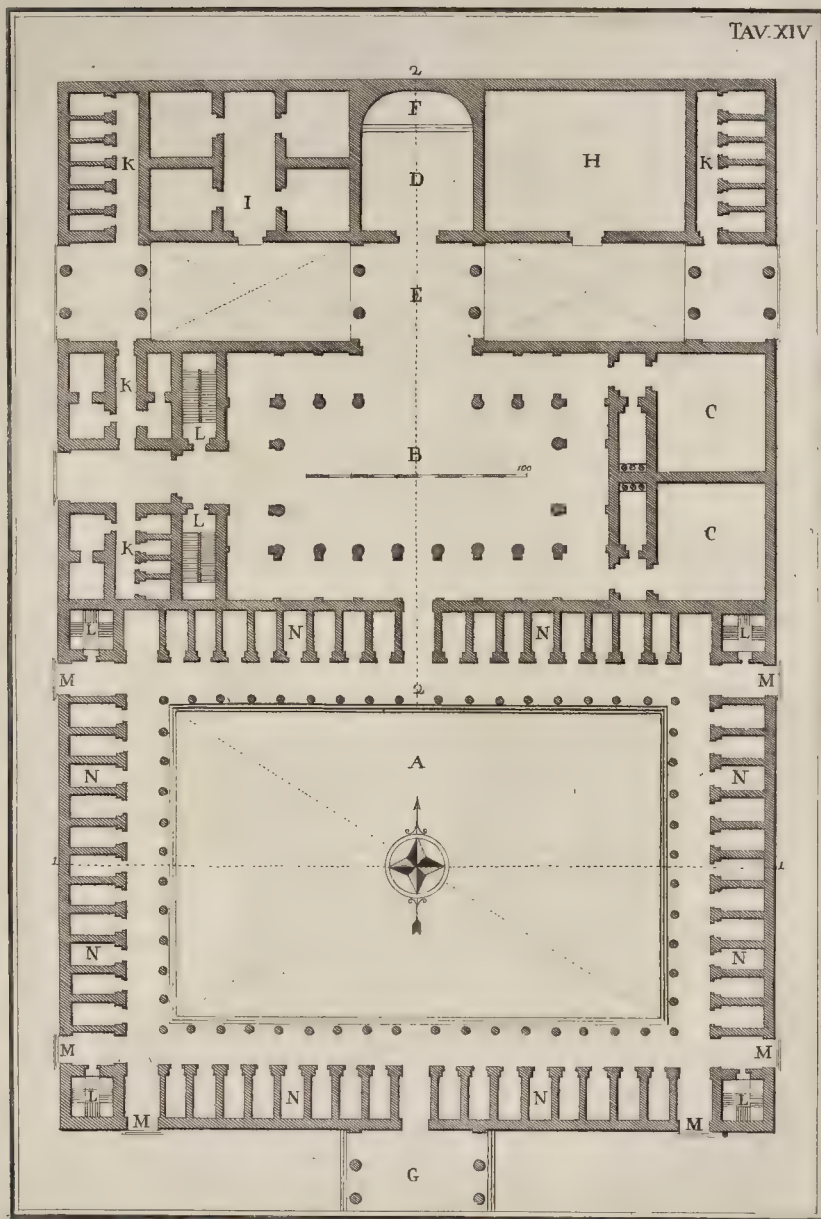 TAV. XIV
2
F
K D H K
I
E
K C
L
B
100
L
K C
L N N L
M 2 M
A
N N
1 1
N N
M M
L N N L
M M
G